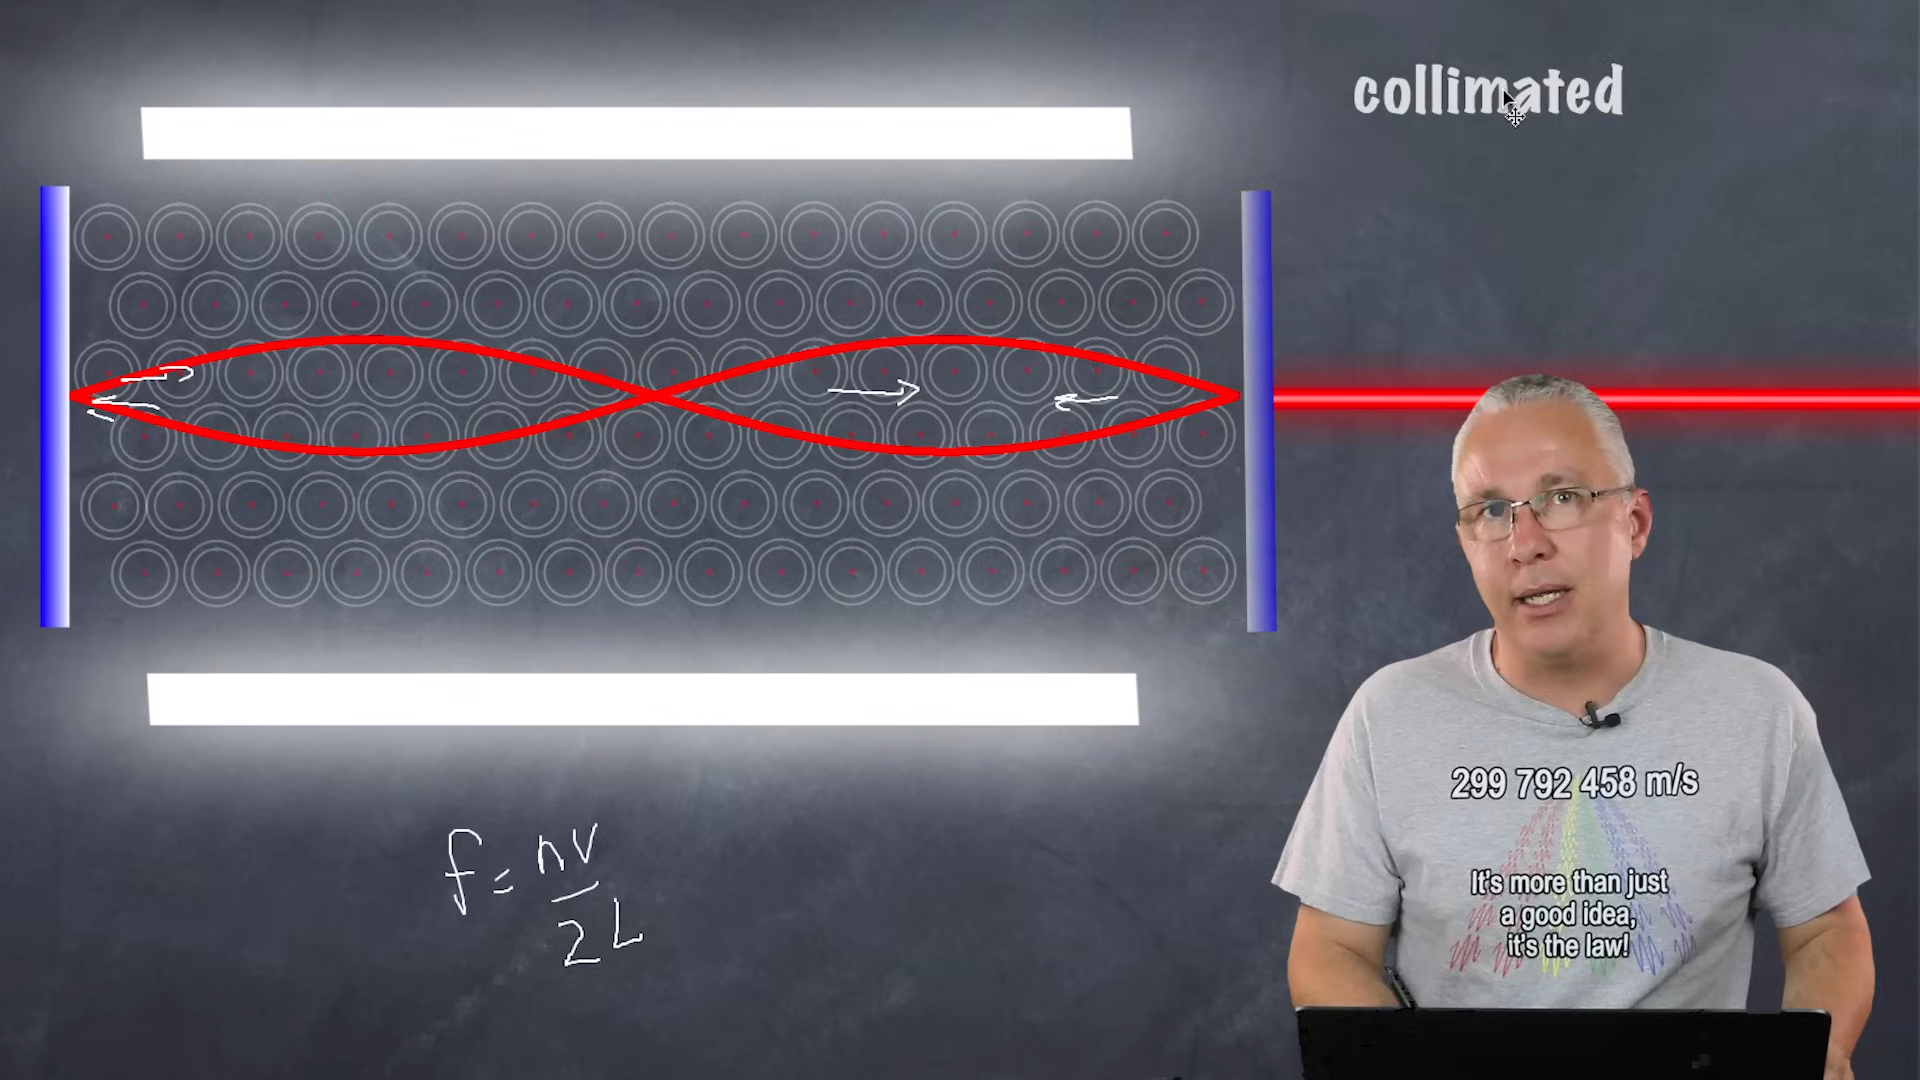 collimated
f = nv
2L
299 792 458 m/s
It's more than just
a good idea,
it's the law!